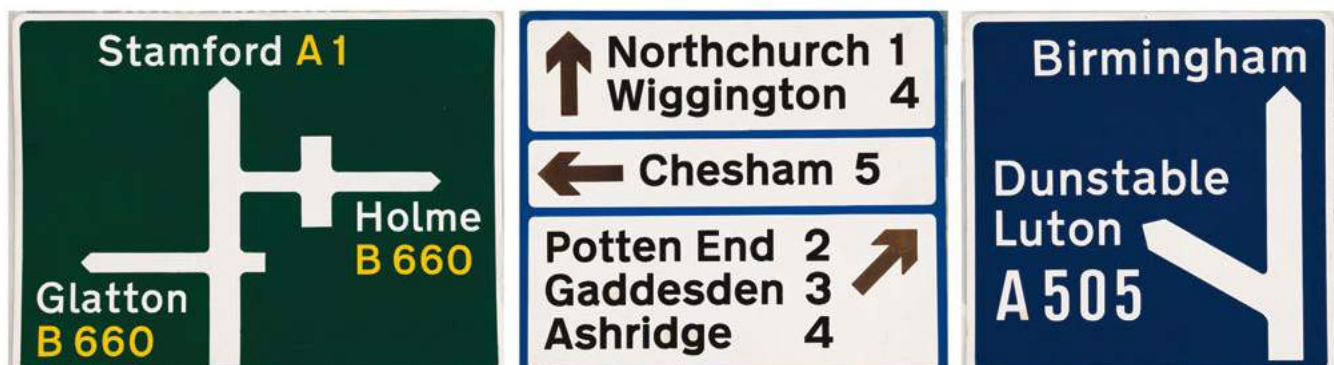 Stamford A1
Holme
B 660
Glatton
B 660
Northchurch 1
Wiggington 4
Chesham 5
Potten End 2
Gaddesden 3
Ashridge 4
Birmingham
Dunstable
Luton
A 505